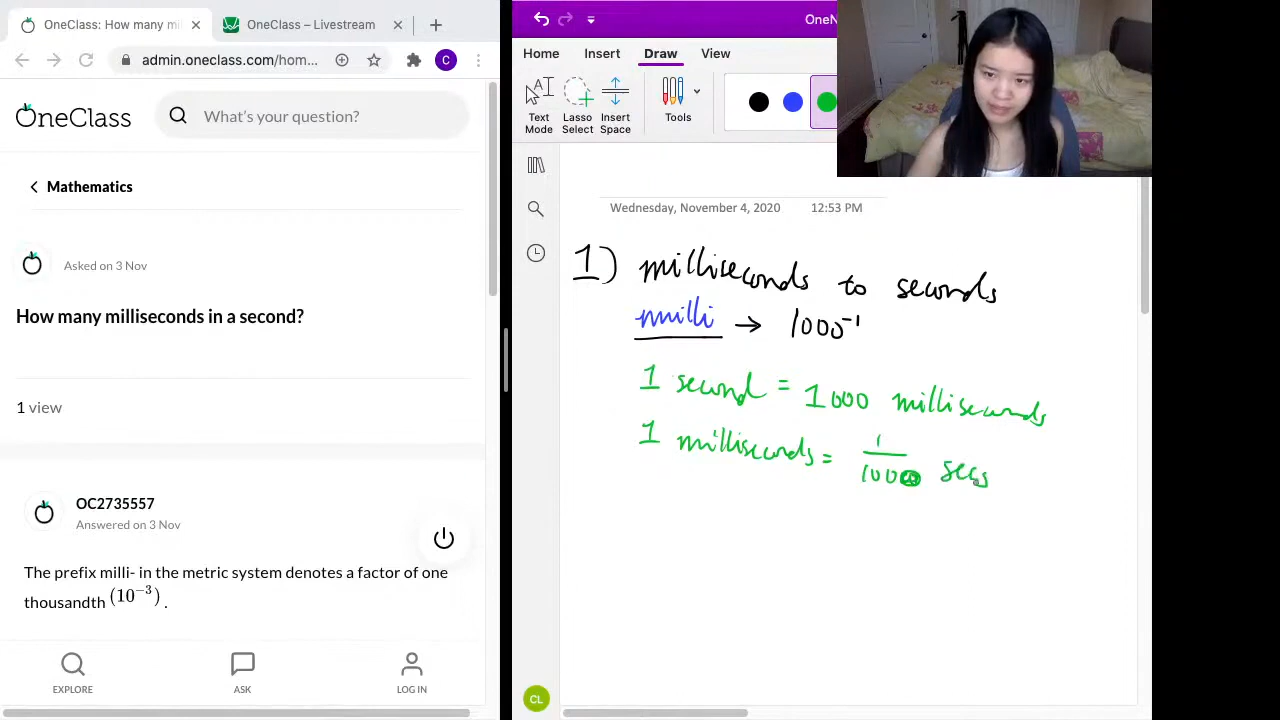 OneClass: How many mi
OneClass – Livestream
admin.oneclass.com/hom...
C
OneClass
What's your question?
Mathematics
Asked on 3 Nov
How many milliseconds in a second?
1 view
OC2735557
Answered on 3 Nov
The prefix milli- in the metric system denotes a factor of one
thousandth (10⁻³) .
EXPLORE
ASK
LOG IN
OneN
Home Insert Draw View
Text Mode
Lasso Select
Insert Space
Tools
Wednesday, November 4, 2020 12:53 PM
1) milliseconds to seconds
milli → 1000⁻¹
1 second = 1000 milliseconds
1 milliseconds = 1/1000 secs
CL